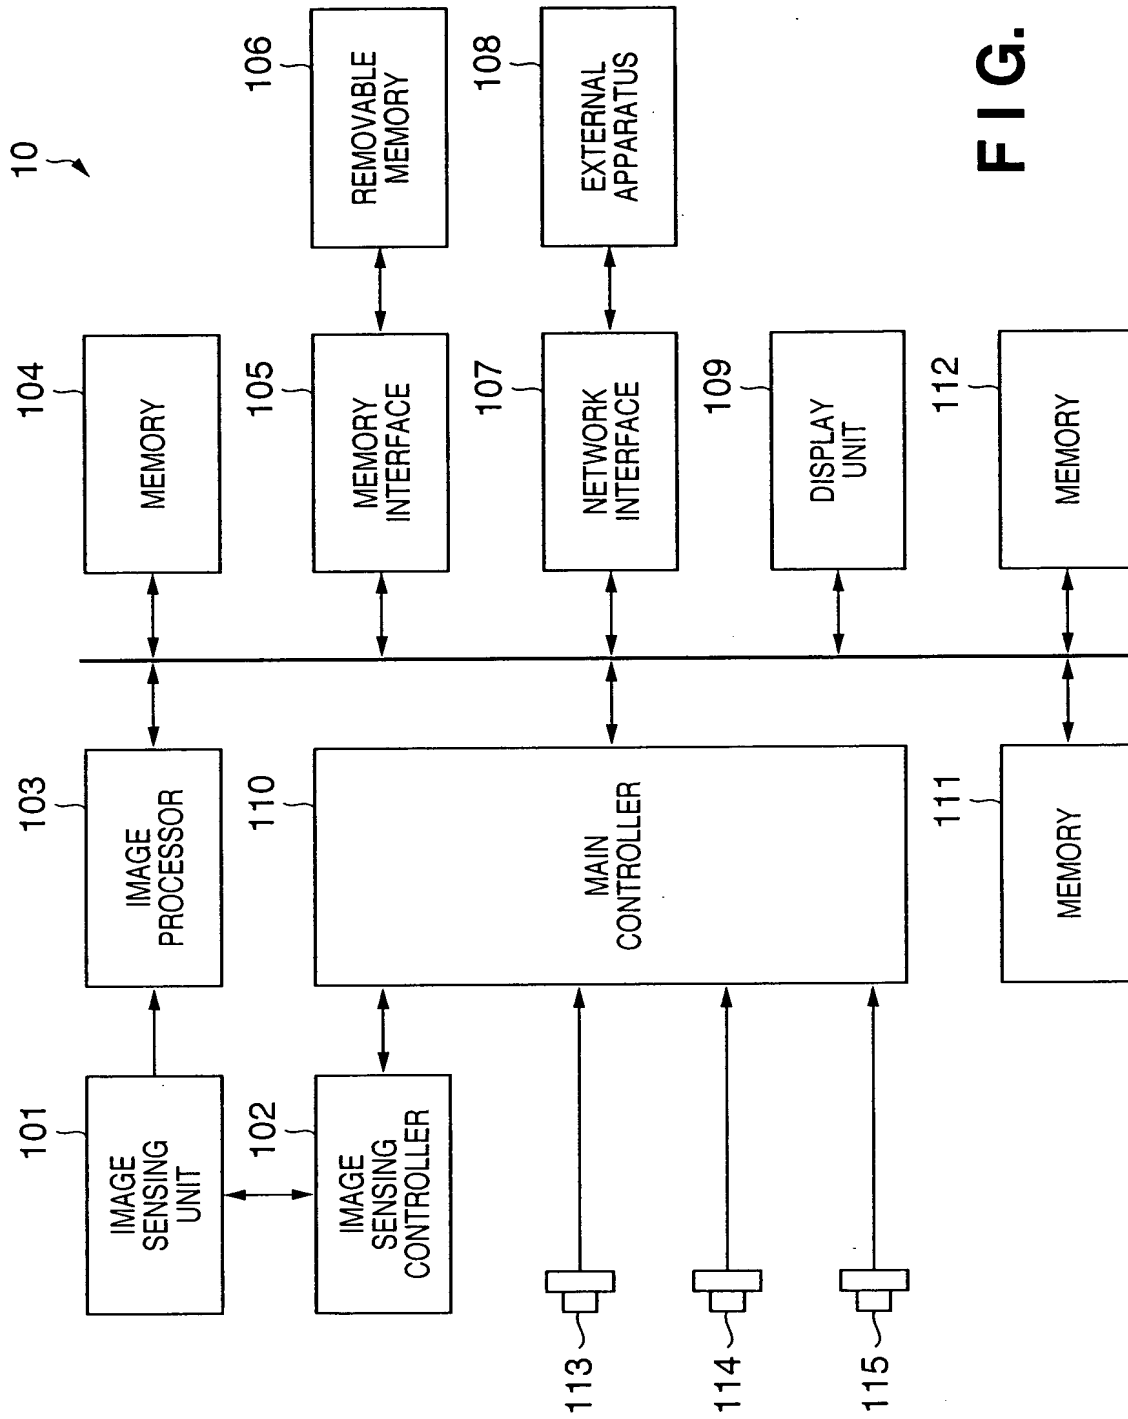 10
101
IMAGE
SENSING
UNIT
103
IMAGE
PROCESSOR
104
MEMORY
102
IMAGE
SENSING
CONTROLLER
110
MAIN
CONTROLLER
105
MEMORY
INTERFACE
106
REMOVABLE
MEMORY
107
NETWORK
INTERFACE
108
EXTERNAL
APPARATUS
113
114
115
109
DISPLAY
UNIT
111
MEMORY
112
MEMORY
FIG.